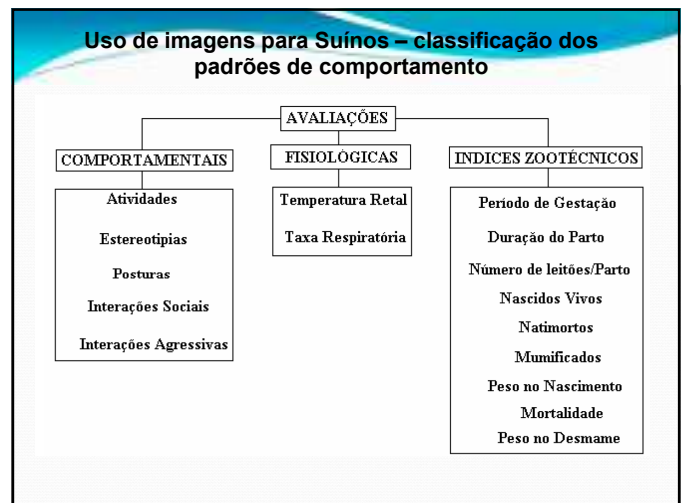 Uso de imagens para Suínos – classificação dos
padrões de comportamento
AVALIAÇÕES
COMPORTAMENTAIS
Atividades
Estereotipias
Posturas
Interações Sociais
Interações Agressivas
FISIOLÓGICAS
Temperatura Retal
Taxa Respiratória
INDICES ZOOTÉCNICOS
Período de Gestação
Duração do Parto
Número de leitões/Parto
Nascidos Vivos
Natimortos
Mumificados
Peso no Nascimento
Mortalidade
Peso no Desmame